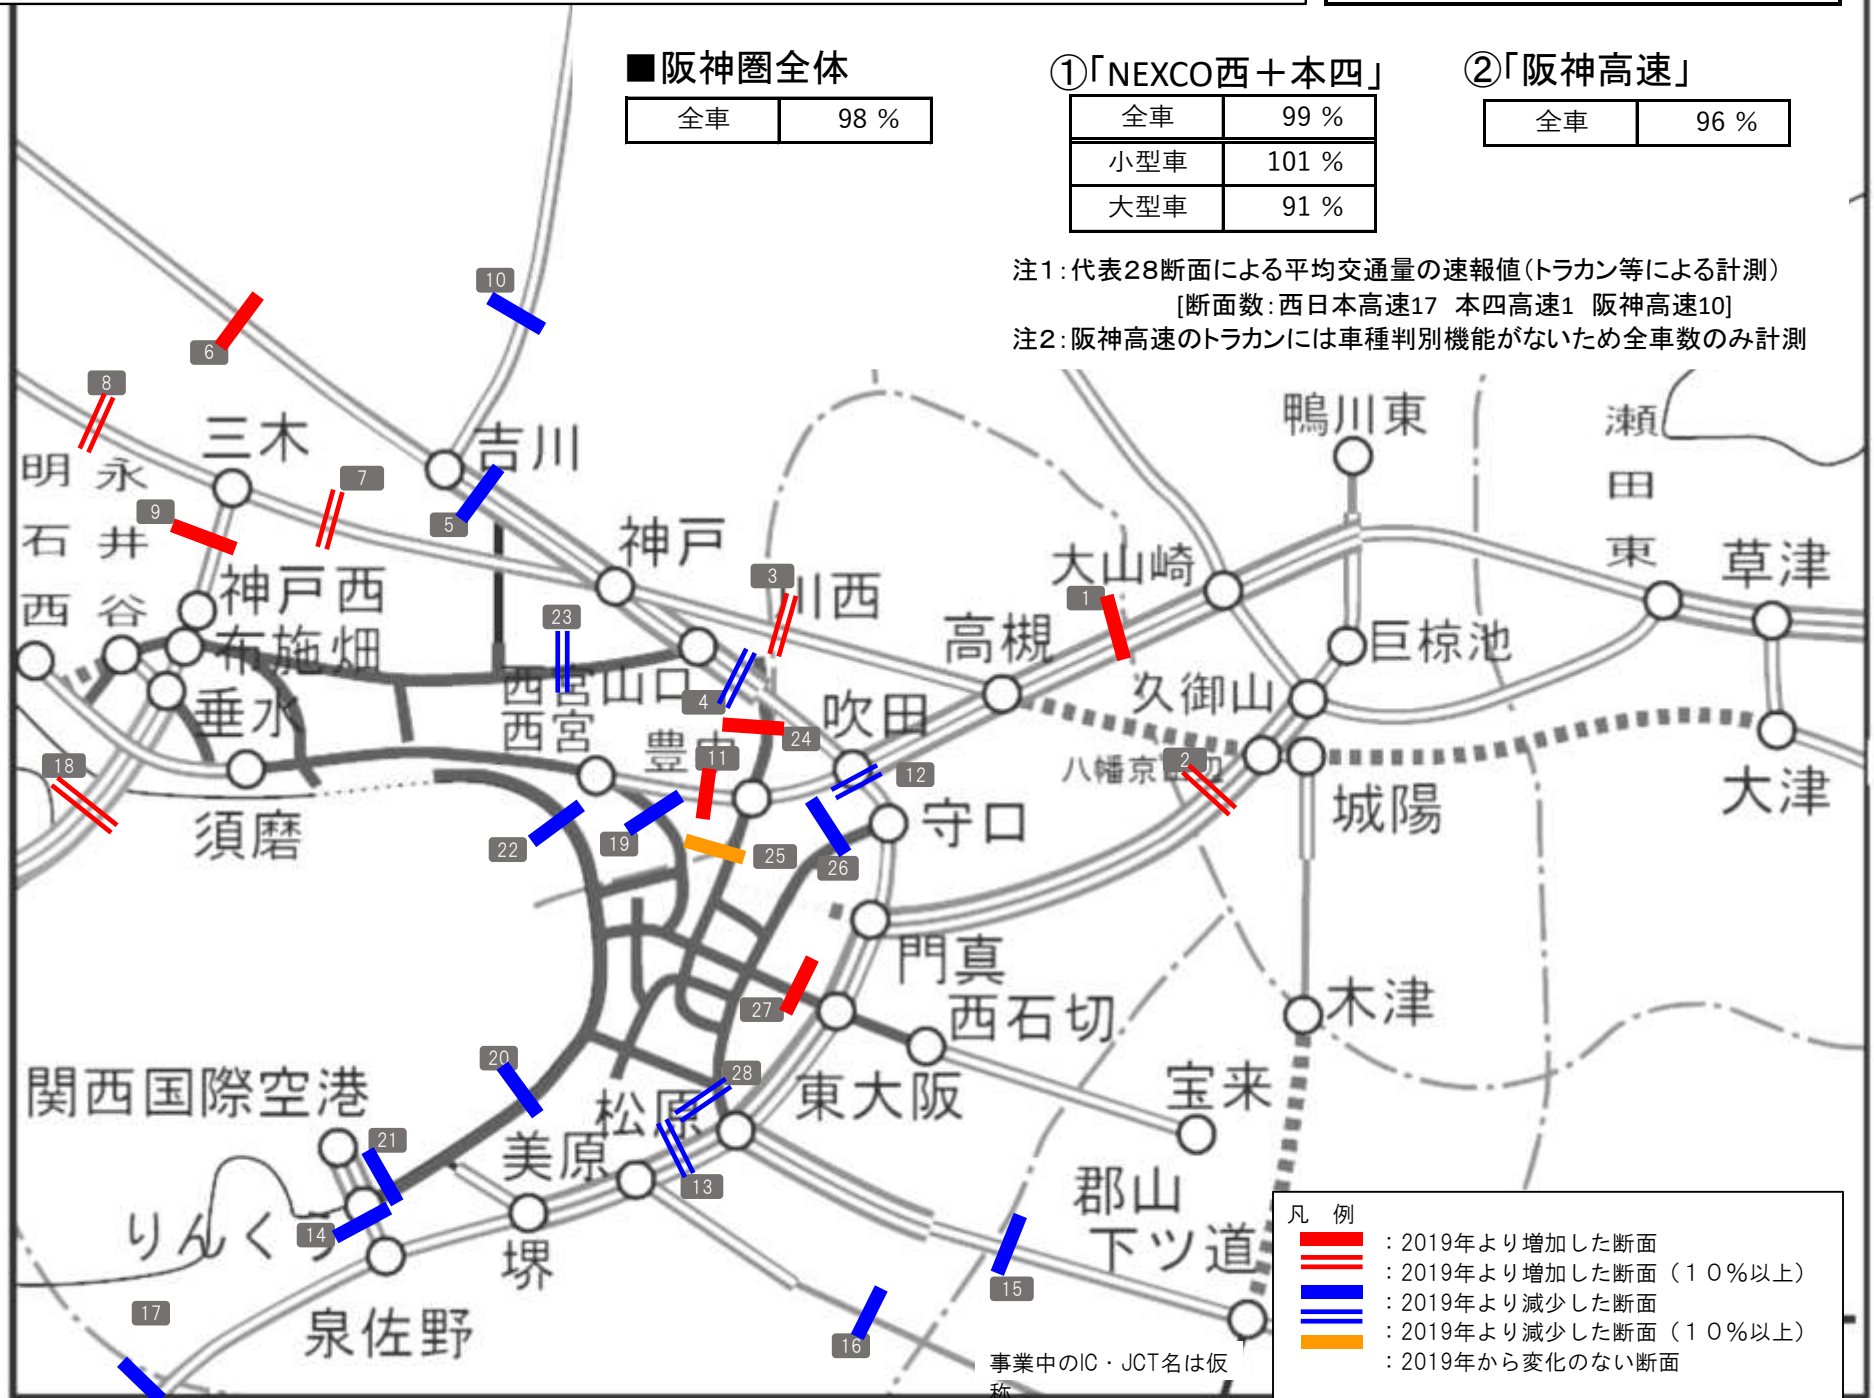 ■阪神圏全体
全車 98 %
①「NEXCO西＋本四」
全車 99 %
小型車 101 %
大型車 91 %
②「阪神高速」
全車 96 %
注1：代表28断面による平均交通量の速報値（トラカン等による計測）
[断面数：西日本高速17 本四高速1 阪神高速10]
注2：阪神高速のトラカンには車種判別機能がないため全車数のみ計測
10
6
8
三木
吉川
鴨川東
瀬田東
明石西
永井谷
7
9
5
神戸
3
川西
大山崎
1
草津
神戸西
23
高槻
巨椋池
布施畑
西宮山口
4
久御山
垂水
西宮
豊中
24
吹田
18
11
12
八幡京田辺
2
大津
須磨
22
19
25
26
守口
城陽
門真
27
西石切
木津
20
28
東大阪
宝来
関西国際空港
松原
21
美原
13
郡山下ツ道
りんくう
14
堺
15
17
泉佐野
16
事業中のIC・JCT名は仮
称
凡 例
：2019年より増加した断面
：2019年より増加した断面（１０％以上）
：2019年より減少した断面
：2019年より減少した断面（１０％以上）
：2019年から変化のない断面